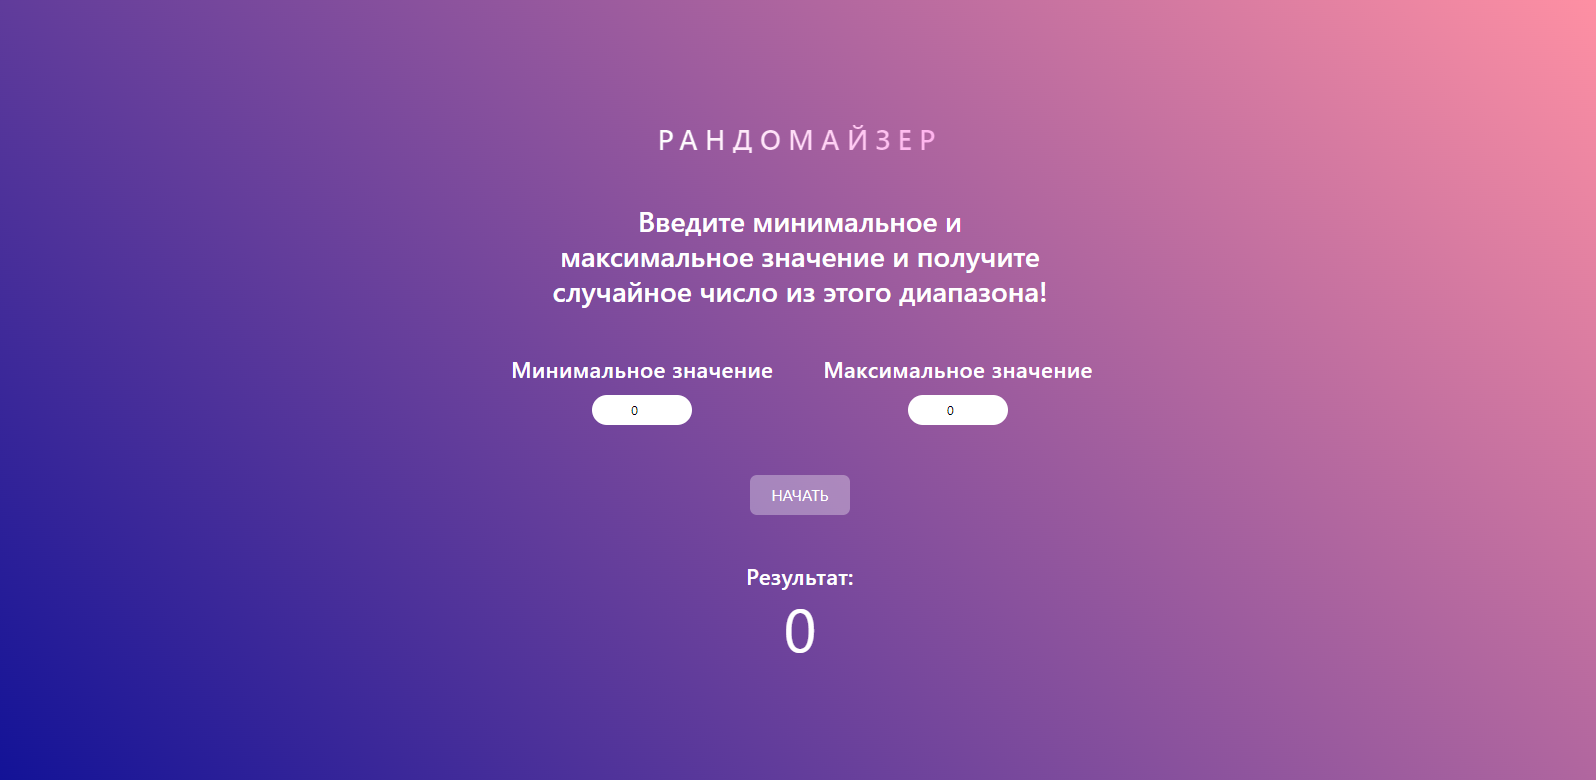 РАНДОМАЙЗЕР
Введите минимальное и
максимальное значение и получите
случайное число из этого диапазона!
Минимальное значение Максимальное значение
0 0
НАЧАТЬ
Результат:
0